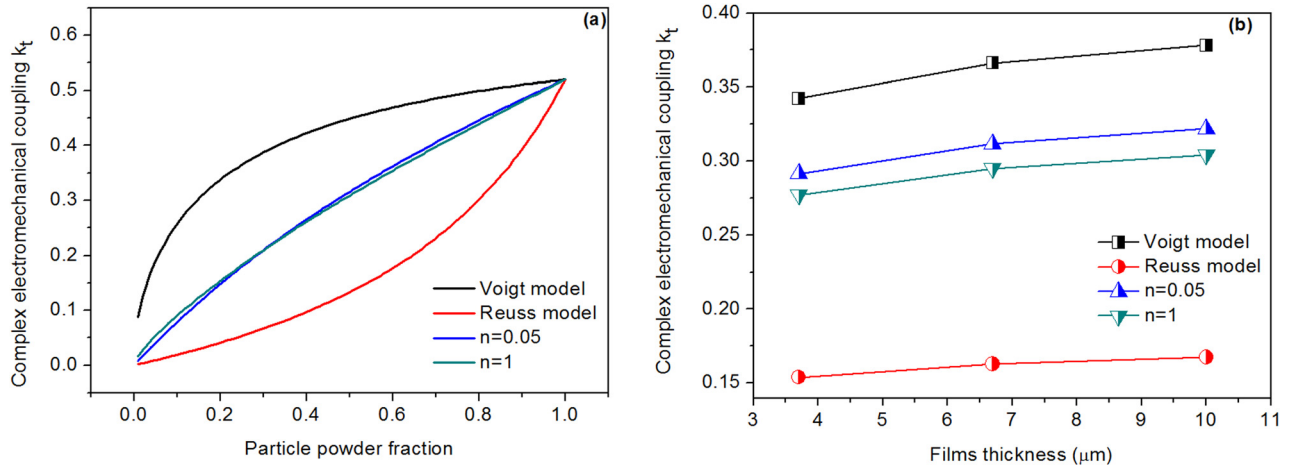 (a)
Complex electromechanical coupling kt
0.6
0.5
0.4
0.3
0.2
0.1
0.0
Voigt model
Reuss model
n=0.05
n=1
0.0 0.2 0.4 0.6 0.8 1.0
Particle powder fraction
(b)
Complex electromechanical coupling kt
0.40
0.35
0.30
0.25
0.20
0.15
Voigt model
Reuss model
n=0.05
n=1
3 4 5 6 7 8 9 10 11
Films thickness (μm)